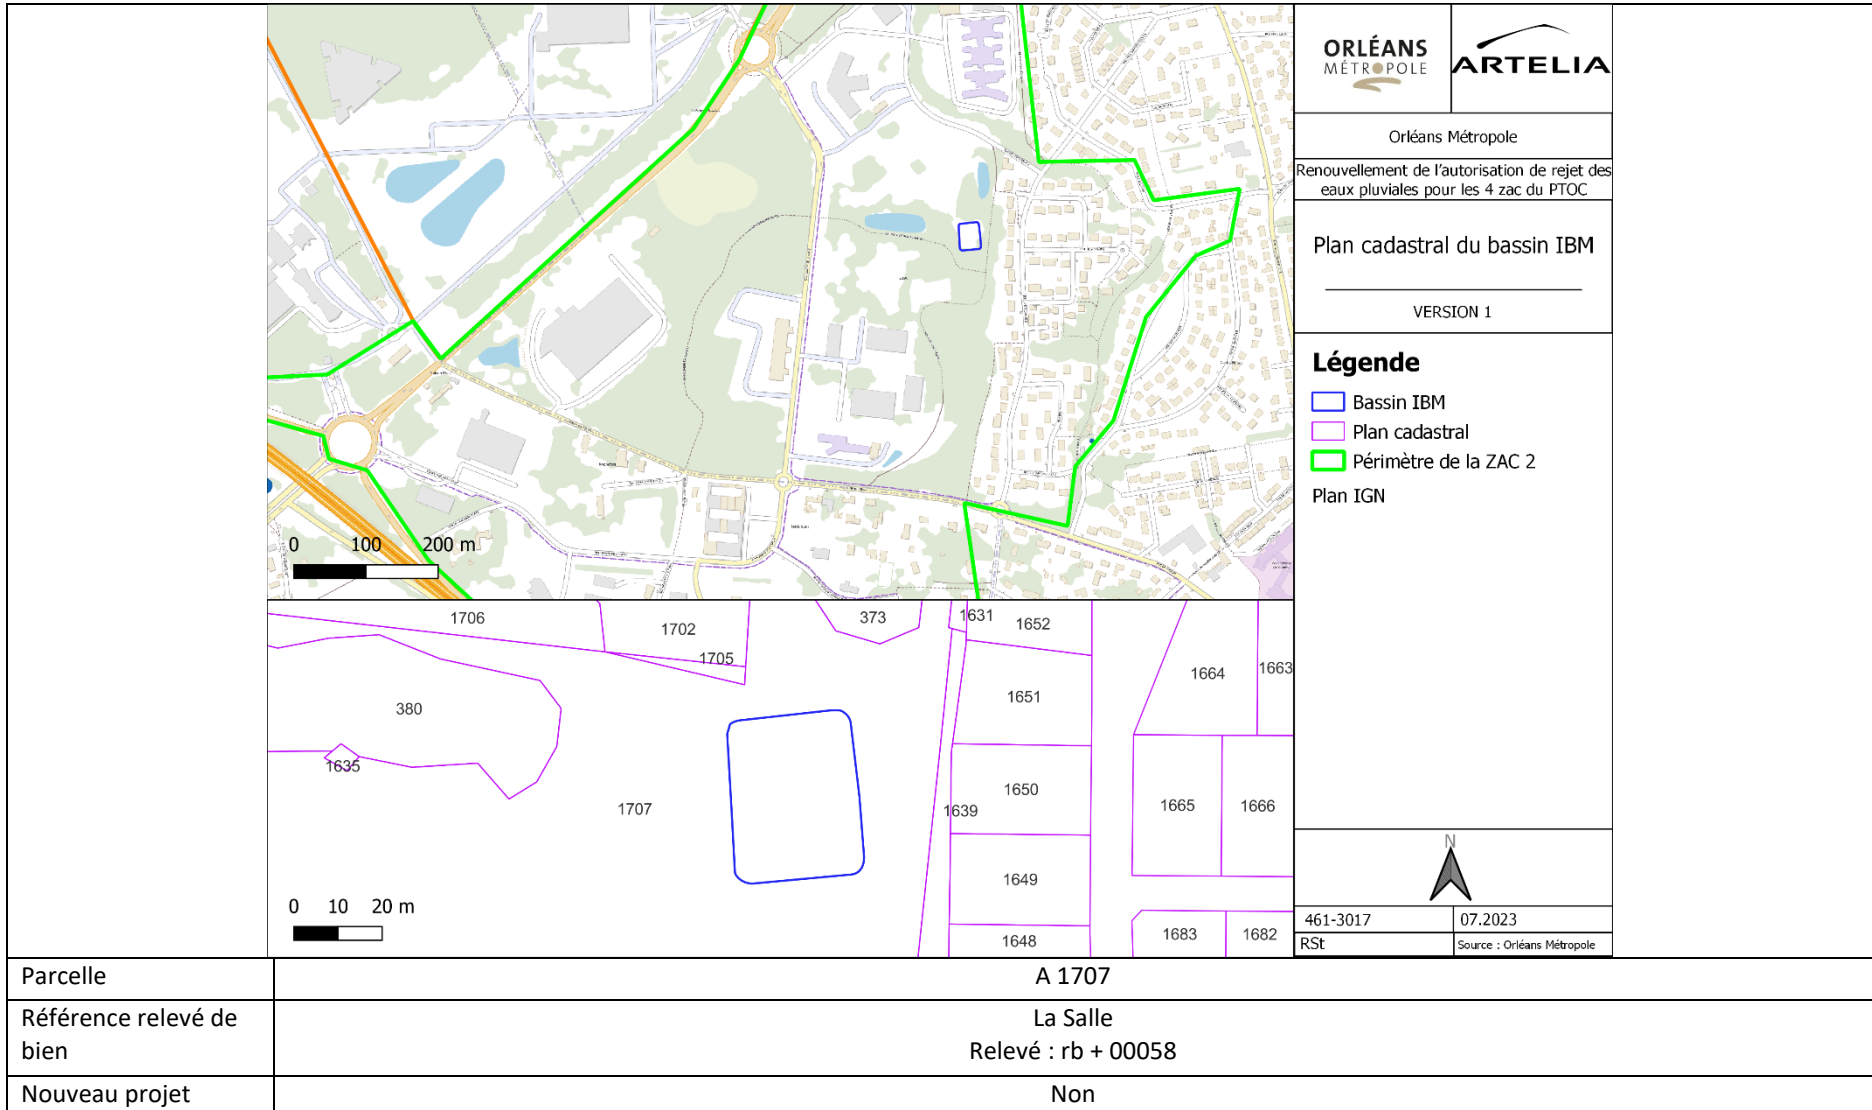 ORLÉANS
MÉTROPOLE
ARTELIA
Orléans Métropole
Renouvellement de l'autorisation de rejet des
eaux pluviales pour les 4 zac du PTOC
Plan cadastral du bassin IBM
VERSION 1
Légende
Bassin IBM
Plan cadastral
Périmètre de la ZAC 2
Plan IGN
0 100 200 m
1706
1702
1705
373
1631
1652
1651
1664
1663
380
1635
1707
1650
1639
1665
1666
1649
1648
1683
1682
0 10 20 m
N
461-3017
07.2023
RSt
Source : Orléans Métropole
Parcelle
A 1707
Référence relevé de
bien
La Salle
Relevé : rb + 00058
Nouveau projet
Non